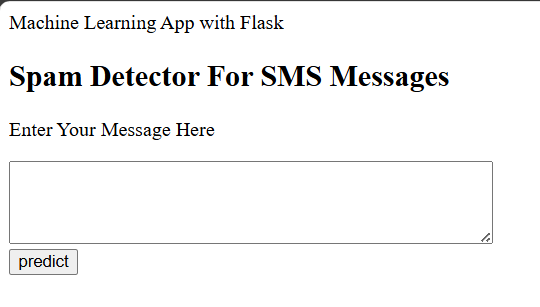 Machine Learning App with Flask
Spam Detector For SMS Messages
Enter Your Message Here
predict